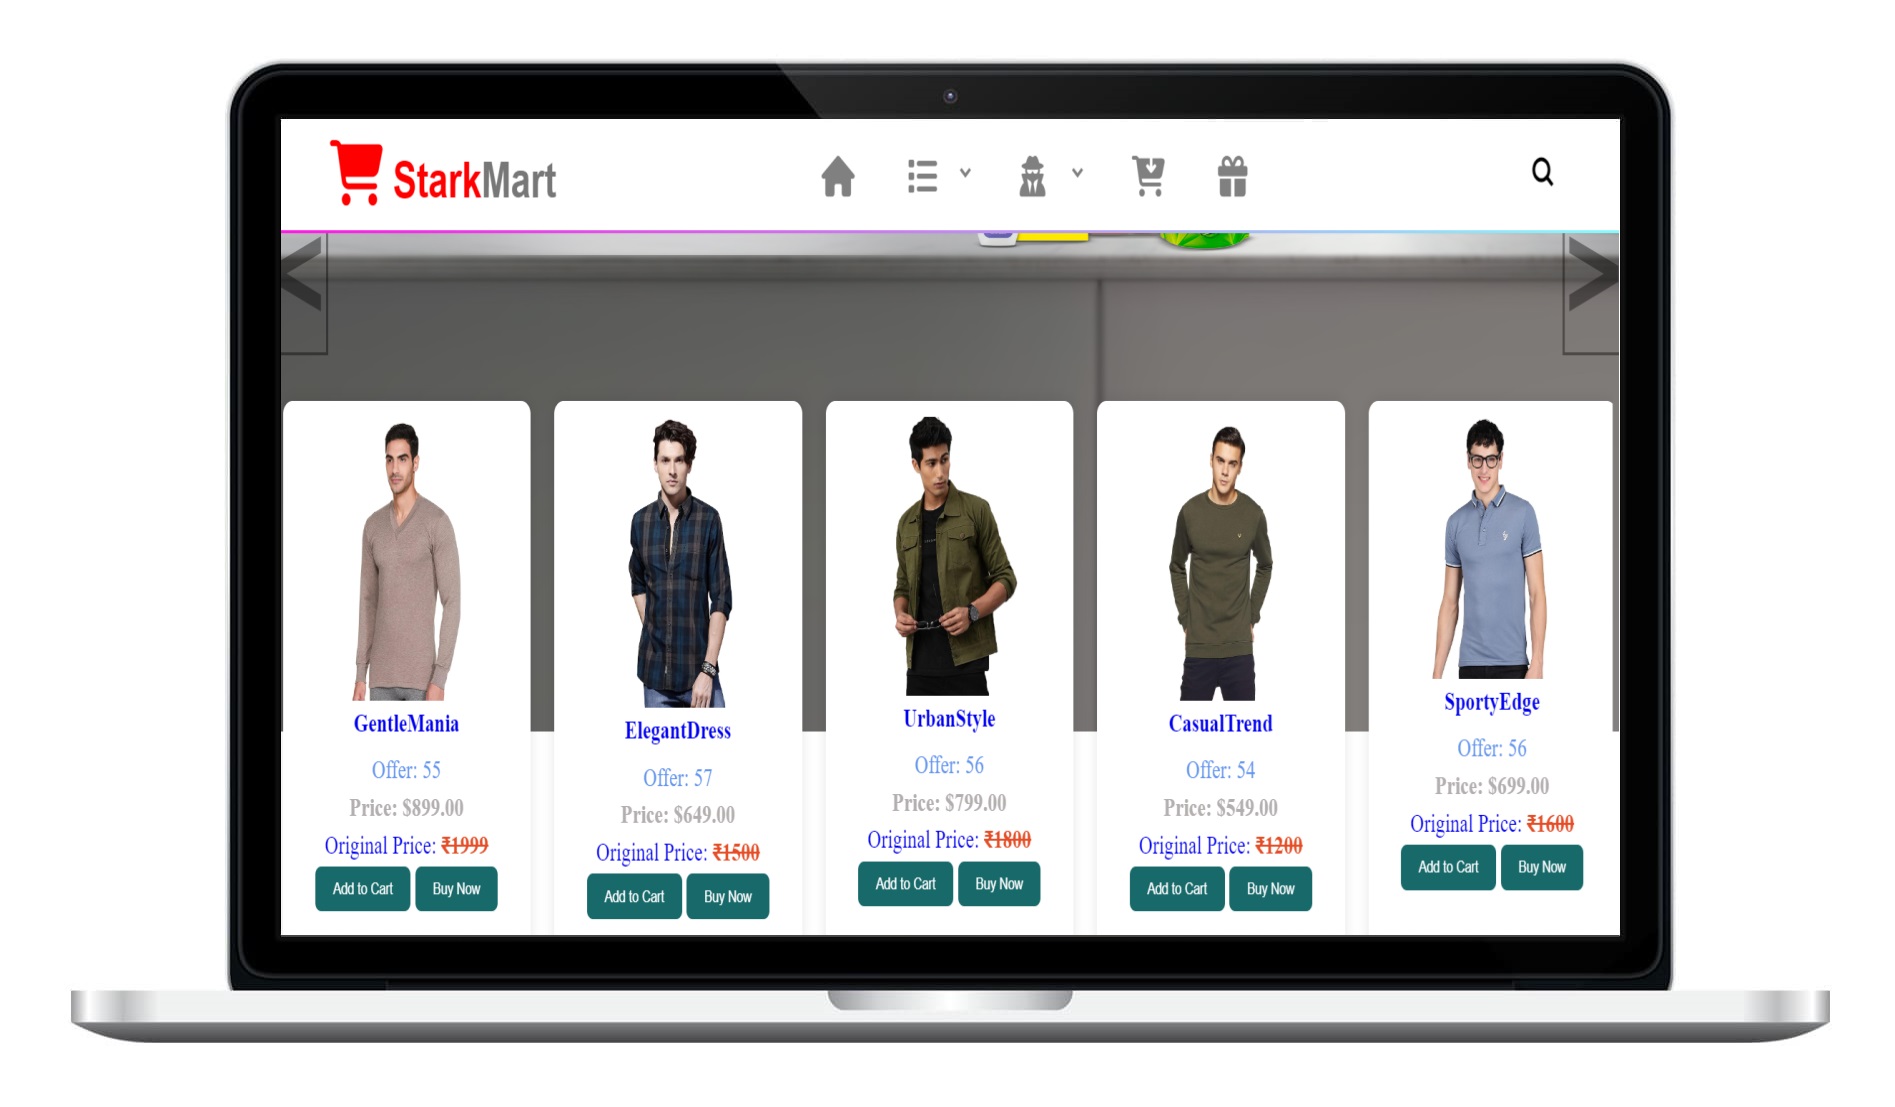 StarkMart
GentleMania
Offer: 55
Price: $899.00
Original Price: ₹1999
Add to Cart
Buy Now
ElegantDress
Offer: 57
Price: $649.00
Original Price: ₹1500
Add to Cart
Buy Now
UrbanStyle
Offer: 56
Price: $799.00
Original Price: ₹1800
Add to Cart
Buy Now
CasualTrend
Offer: 54
Price: $549.00
Original Price: ₹1200
Add to Cart
Buy Now
SportyEdge
Offer: 56
Price: $699.00
Original Price: ₹1600
Add to Cart
Buy Now